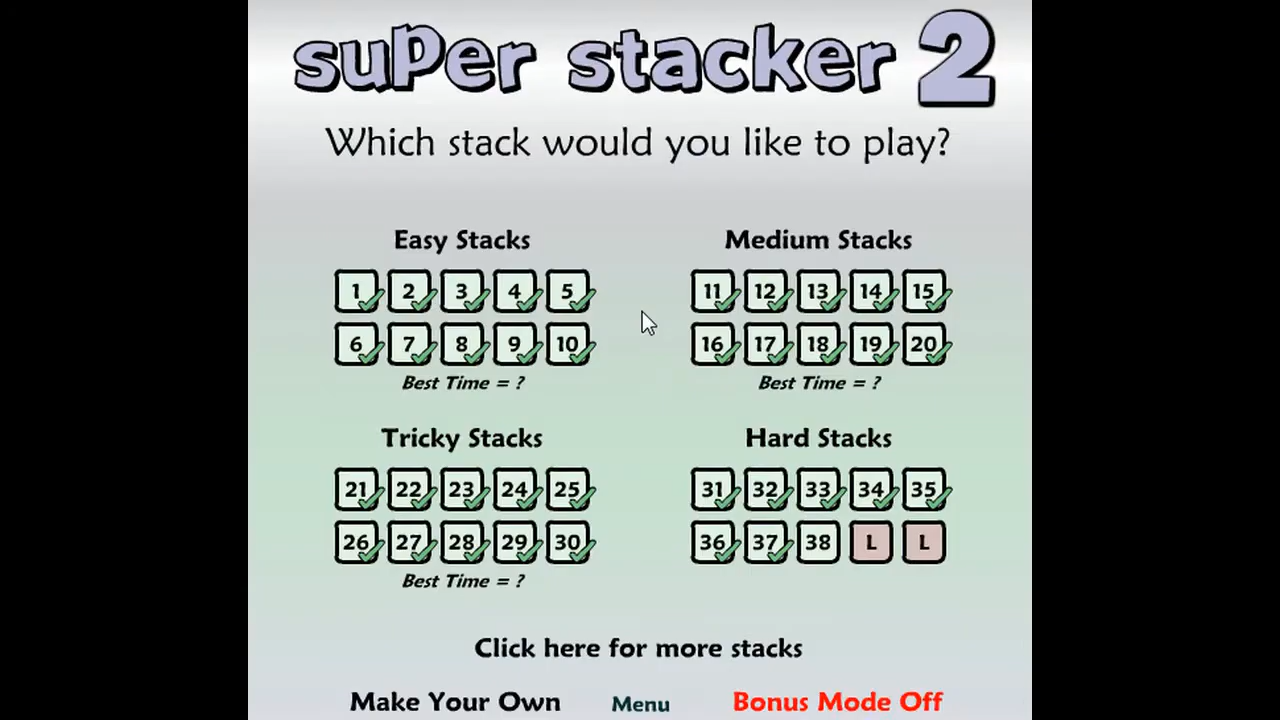 super stacker 2
Which stack would you like to play?
Easy Stacks
1 2 3 4 5
6 7 8 9 10
Best Time = ?
Medium Stacks
11 12 13 14 15
16 17 18 19 20
Best Time = ?
Tricky Stacks
21 22 23 24 25
26 27 28 29 30
Best Time = ?
Hard Stacks
31 32 33 34 35
36 37 38 L L
Click here for more stacks
Make Your Own Menu Bonus Mode Off